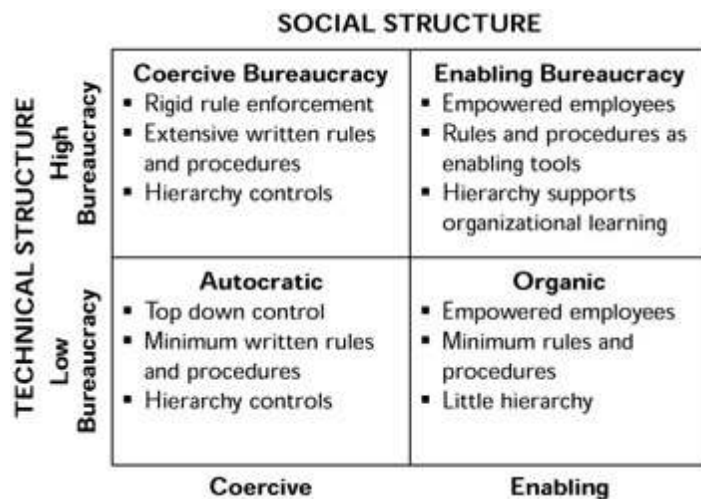 SOCIAL STRUCTURE
TECHNICAL STRUCTURE
High
Bureaucracy
Coercive Bureaucracy
▪ Rigid rule enforcement
▪ Extensive written rules
and procedures
▪ Hierarchy controls
Enabling Bureaucracy
▪ Empowered employees
▪ Rules and procedures as
enabling tools
▪ Hierarchy supports
organizational learning
Low
Bureaucracy
Autocratic
▪ Top down control
▪ Minimum written rules
and procedures
▪ Hierarchy controls
Organic
▪ Empowered employees
▪ Minimum rules and
procedures
▪ Little hierarchy
Coercive
Enabling